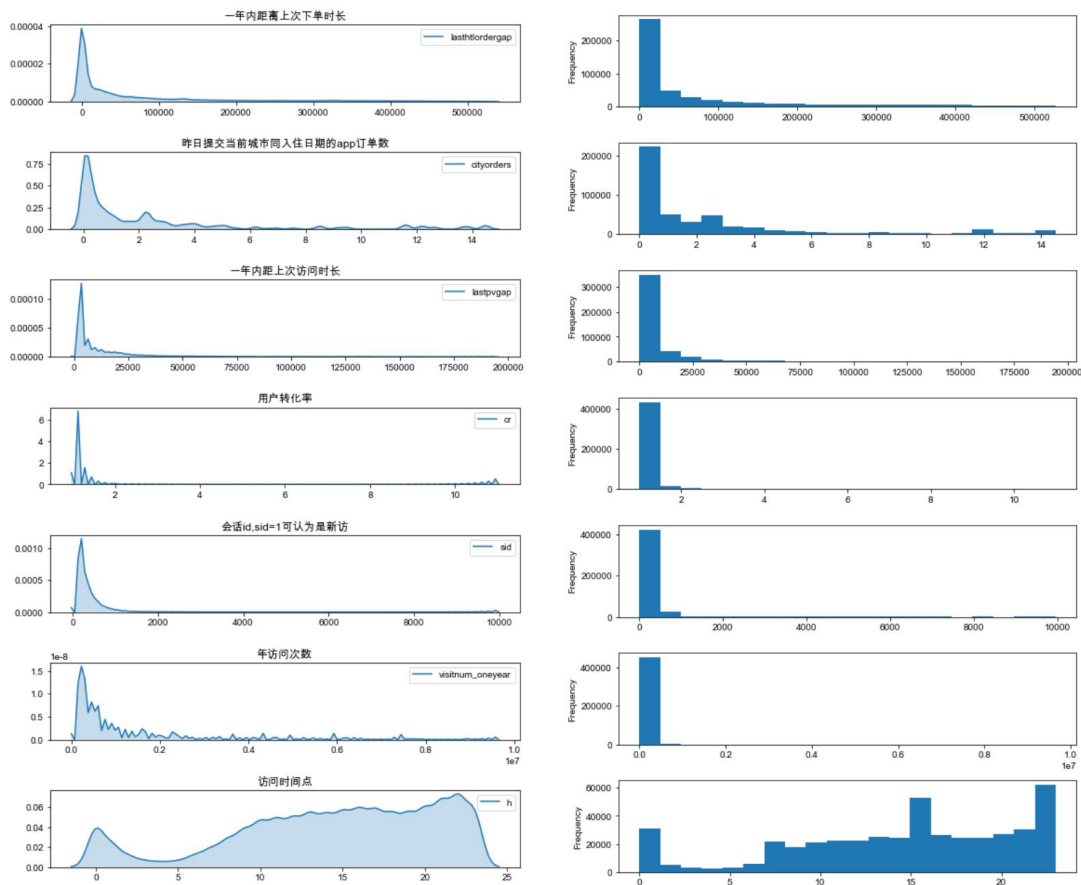 一年内距离上次下单时长
0.00004
0.00002
0.00000
lasthtlordergap
0 100000 200000 300000 400000 500000
Frequency
200000
100000
0
0 100000 200000 300000 400000 500000
昨日提交当前城市同入住日期的app订单数
0.75
0.50
0.25
0.00
cityorders
0 2 4 6 8 10 12 14
Frequency
200000
100000
0
0 2 4 6 8 10 12 14
一年内距上次访问时长
0.00010
0.00005
0.00000
lastpvgap
0 25000 50000 75000 100000 125000 150000 175000 200000
Frequency
300000
200000
100000
0
0 25000 50000 75000 100000 125000 150000 175000 200000
用户转化率
6
4
2
0
cr
2 4 6 8 10
Frequency
400000
200000
0
2 4 6 8 10
会话id,sid=1可认为是新访
0.0010
0.0005
0.0000
sid
0 2000 4000 6000 8000 10000
Frequency
400000
200000
0
0 2000 4000 6000 8000 10000
年访问次数
1e-8
1.5
1.0
0.5
0.0
visitnum_oneyear
0.0 0.2 0.4 0.6 0.8 1.0
1e7
Frequency
400000
200000
0
0.0 0.2 0.4 0.6 0.8 1.0
1e7
访问时间点
0.06
0.04
0.02
0.00
h
0 5 10 15 20 25
Frequency
60000
40000
20000
0
0 5 10 15 20